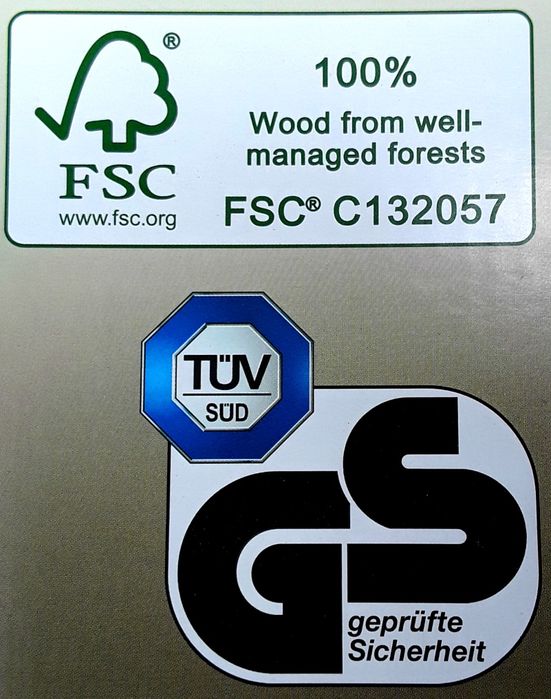 ®
100%
Wood from well-
managed forests
FSC
www.fsc.org
FSC® C132057
TÜV
SÜD
GS
geprüfte
Sicherheit